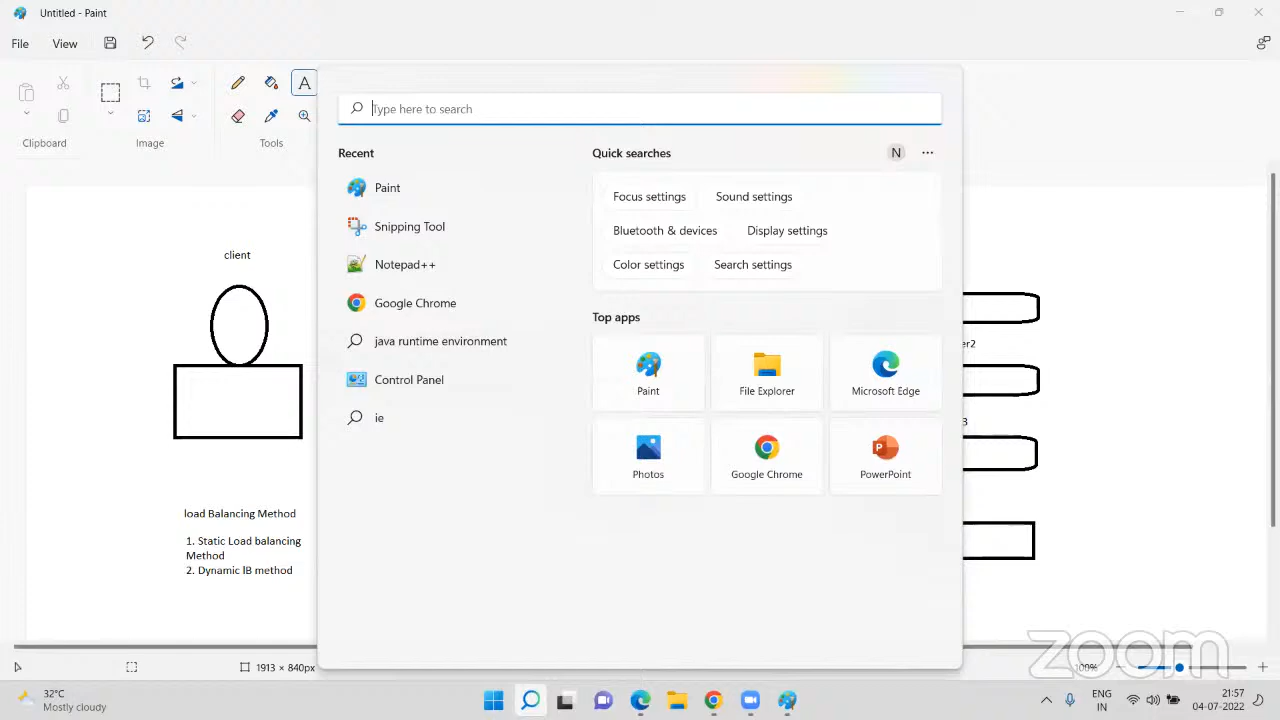 Untitled - Paint
File
View
Clipboard
Image
Tools
A
Type here to search
Recent
Quick searches
N
Paint
Snipping Tool
Notepad++
Google Chrome
java runtime environment
Control Panel
ie
Focus settings
Sound settings
Bluetooth & devices
Display settings
Color settings
Search settings
Top apps
Paint
File Explorer
Microsoft Edge
Photos
Google Chrome
PowerPoint
client
er2
3
load Balancing Method
1. Static Load balancing
Method
2. Dynamic lB method
1913 × 840px
100%
zoom
32°C
Mostly cloudy
ENG
IN
21:57
04-07-2022